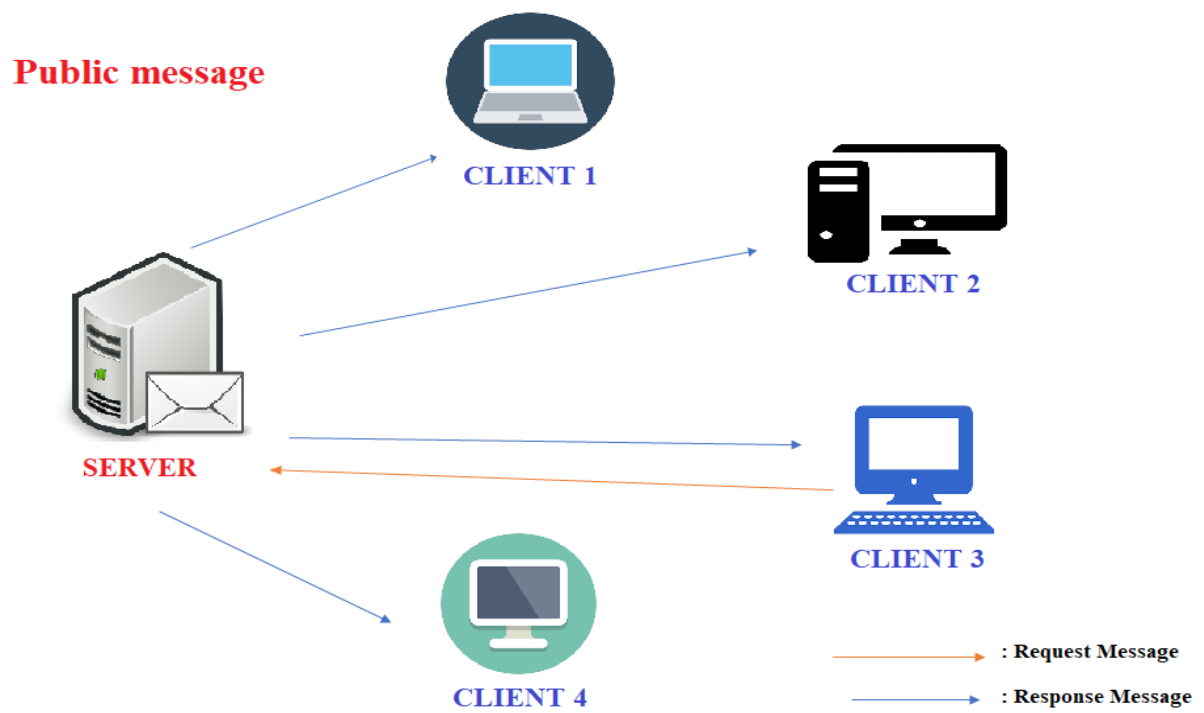 Public message
CLIENT 1
CLIENT 2
SERVER
CLIENT 3
CLIENT 4
: Request Message
: Response Message